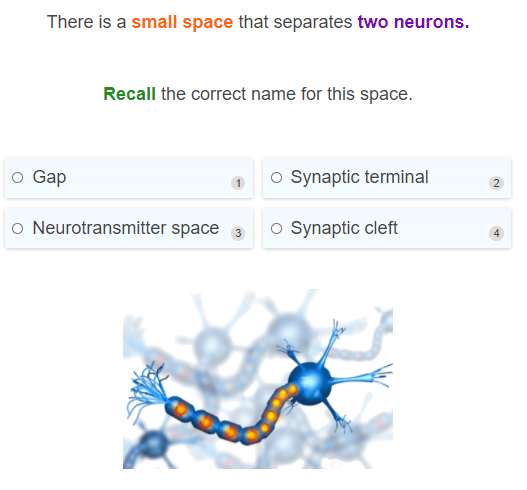 There is a small space that separates two neurons.
Recall the correct name for this space.
Gap 1
Synaptic terminal 2
Neurotransmitter space 3
Synaptic cleft 4